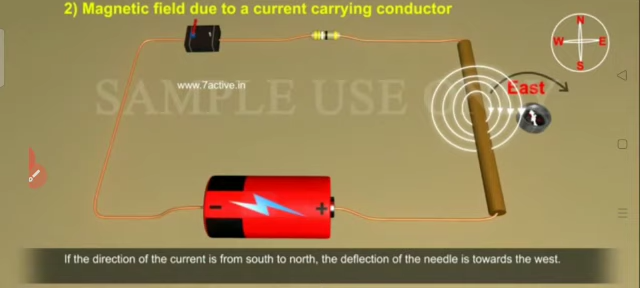 2) Magnetic field due to a current carrying conductor
N
W E
S
www.7active.in
SAMPLE USE
East
- +
If the direction of the current is from south to north, the deflection of the needle is towards the west.